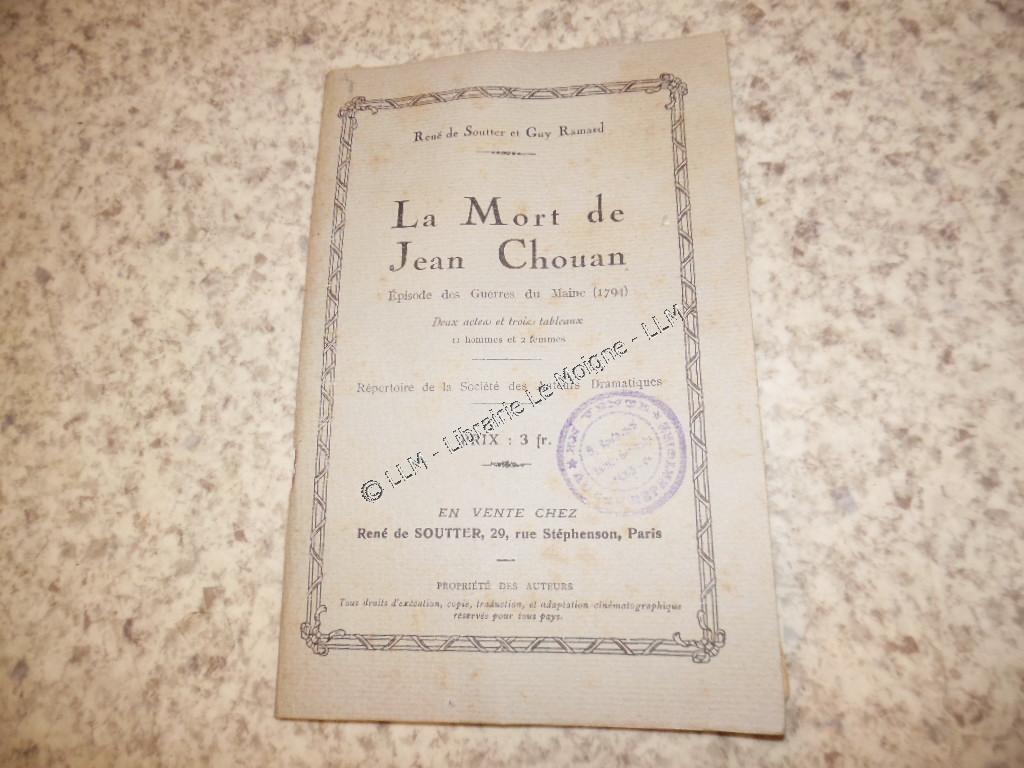 René de Soutter et Guy Ramard
La Mort de
Jean Chouan
Épisode des Guerres du Maine (1794)
Deux actes et trois tableaux
11 hommes et 2 femmes
Répertoire de la Société des Auteurs Dramatiques
PRIX : 3 fr.
© LLM - Librairie Le Moigne - LLM
EN VENTE CHEZ
René de SOUTTER, 29, rue Stéphenson, Paris
PROPRIÉTÉ DES AUTEURS
Tous droits d'exécution, copie, traduction, et adaptation cinématographique
réservés pour tous pays.